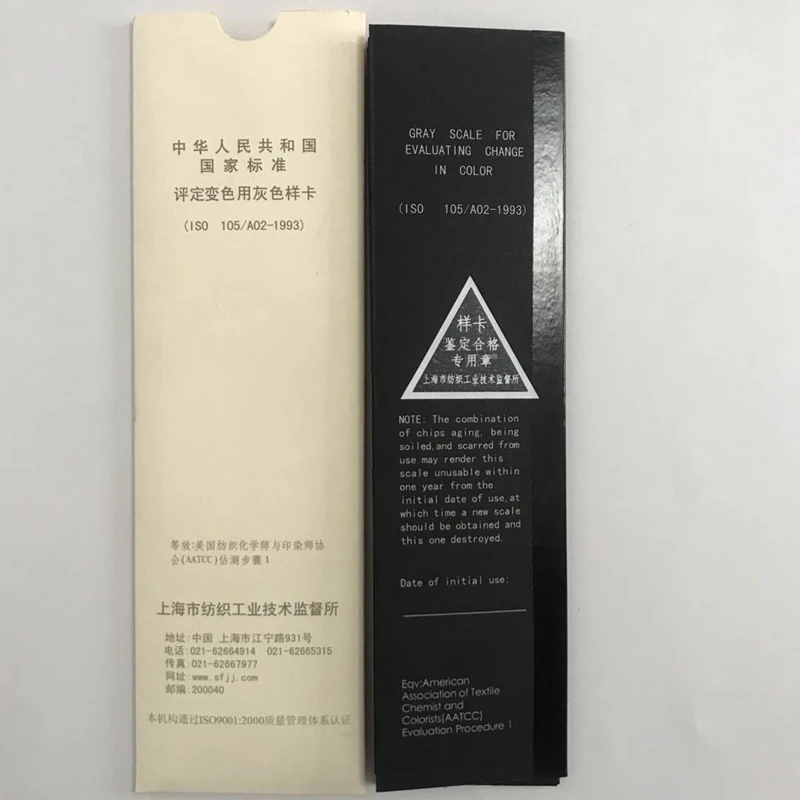 中华人民共和国
国家标准
评定变色用灰色样卡
(ISO 105/A02-1993)
等效:美国纺织化学师与印染师协
会(AATCC)估测步骤1
上海市纺织工业技术监督所
地址:中国 上海市江宁路931号
电话:021-62664914 021-62665315
传真:021-62667977
网址:www.sfjj.com
邮编:200040
本机构通过ISO9001:2000质量管理体系认证
GRAY SCALE FOR
EVALUATING CHANGE
IN COLOR
(ISO 105/A02-1993)
样卡
鉴定合格
专用章
上海市纺织工业技术监督所
NOTE: The combination
of chips aging, being
soiled,and scarred from
use may render this
scale unusable within
one year from the
initial date of use,at
which time a new scale
should be obtained and
this one destroyed.
Date of initial use:
Eqv:American
Association of Textile
Chemist and
Colorists(AATCC)
Evaluation Procedure 1